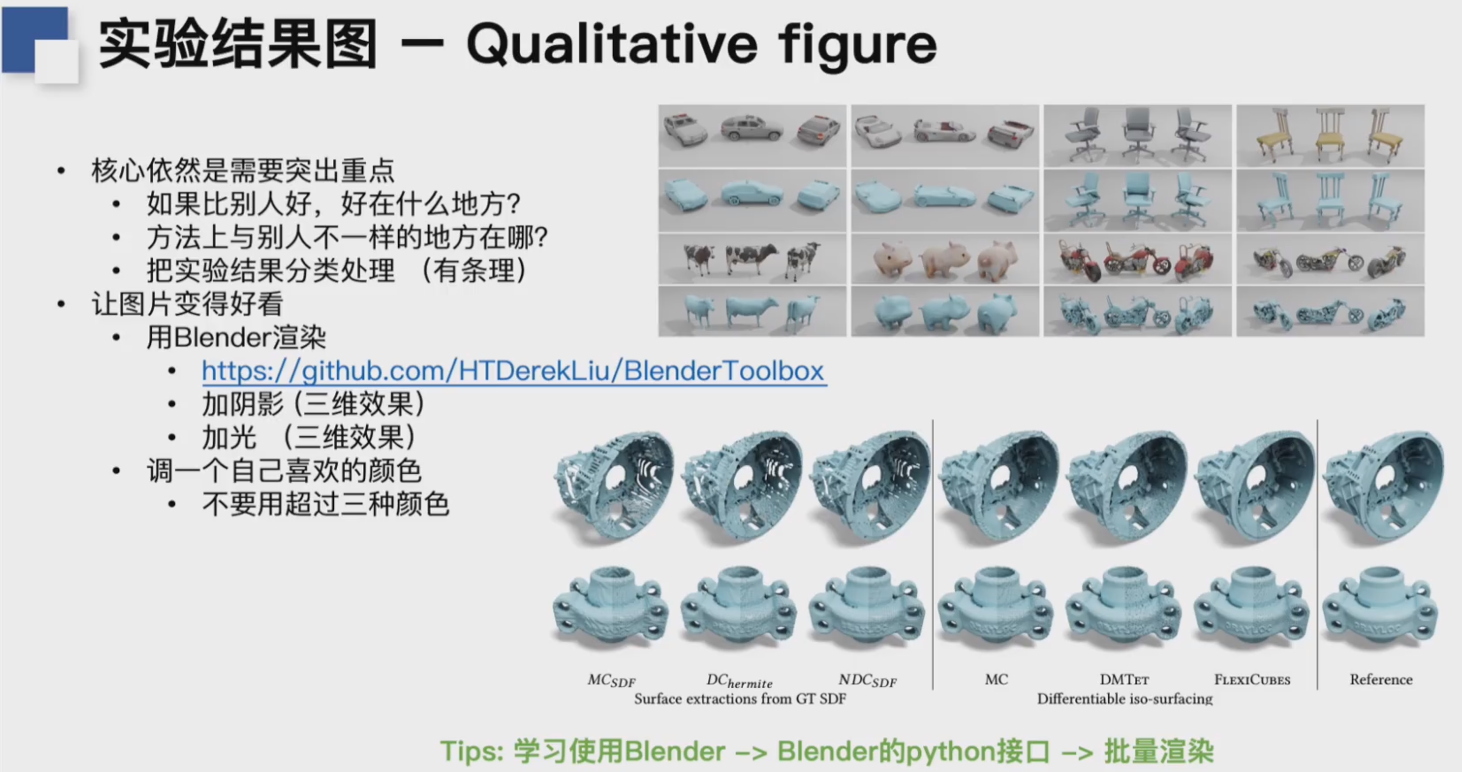 实验结果图 — Qualitative figure
• 核心依然是需要突出重点
• 如果比别人好，好在什么地方？
• 方法上与别人不一样的地方在哪？
• 把实验结果分类处理 （有条理）
• 让图片变得好看
• 用Blender渲染
• https://github.com/HTDerekLiu/BlenderToolbox
• 加阴影 (三维效果）
• 加光 （三维效果）
• 调一个自己喜欢的颜色
• 不要用超过三种颜色
MC_SDF DC_hermite NDC_SDF MC DMTET FLEXICUBES Reference
Surface extractions from GT SDF Differentiable iso-surfacing
Tips: 学习使用Blender –> Blender的python接口 –> 批量渲染